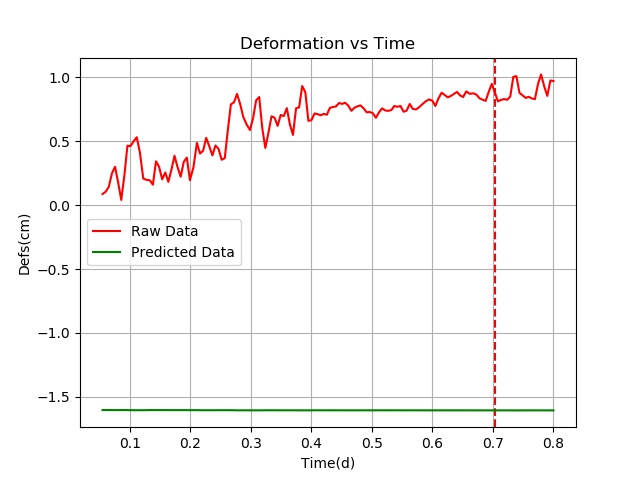 Deformation vs Time
1.0
0.5
0.0
−0.5
−1.0
−1.5
Defs(cm)
Raw Data
Predicted Data
0.1 0.2 0.3 0.4 0.5 0.6 0.7 0.8
Time(d)